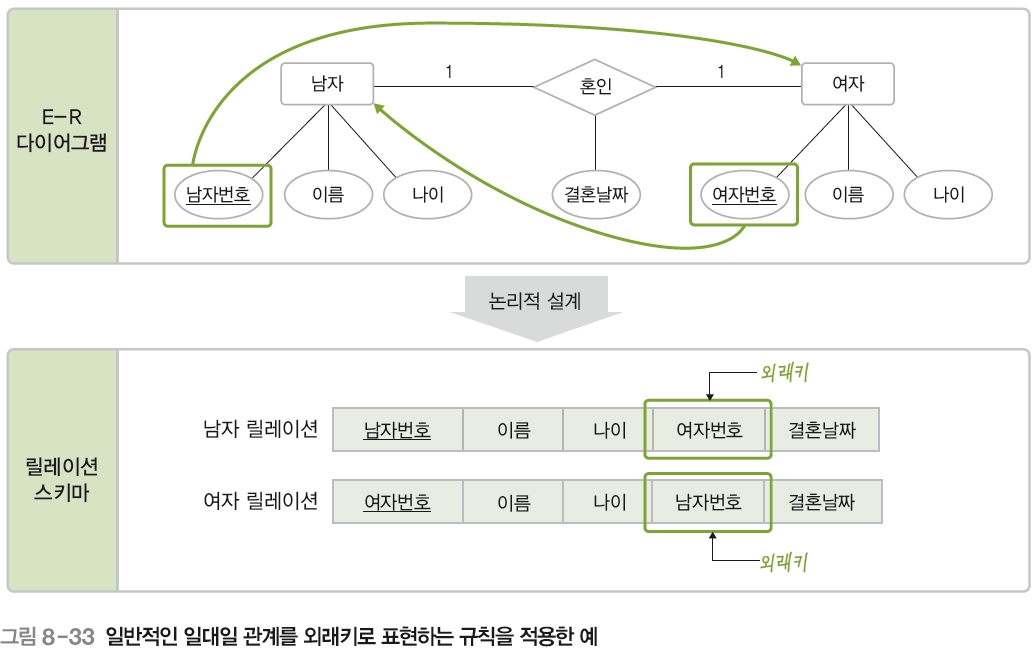 E-R
다이어그램
남자 1 혼인 1 여자
남자번호 이름 나이 결혼날짜 여자번호 이름 나이
논리적 설계
릴레이션
스키마
외래키
남자 릴레이션 남자번호 이름 나이 여자번호 결혼날짜
여자 릴레이션 여자번호 이름 나이 남자번호 결혼날짜
외래키
그림 8-33 일반적인 일대일 관계를 외래키로 표현하는 규칙을 적용한 예